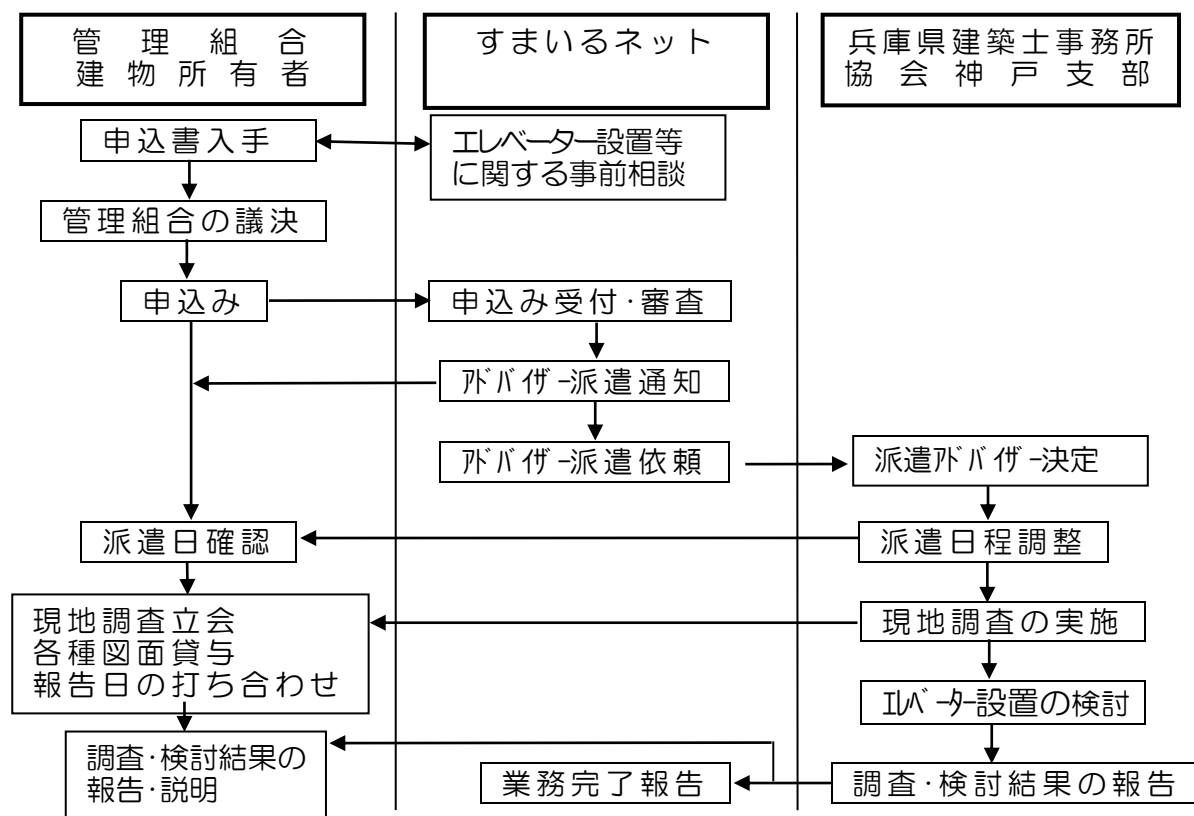 管理組合
建物所有者
すまいるネット
兵庫県建築士事務所
協会神戸支部
申込書入手
エレベーター設置等
に関する事前相談
管理組合の議決
申込み
申込み受付･審査
ｱﾄﾞﾊﾞｲｻﾞｰ派遣通知
ｱﾄﾞﾊﾞｲｻﾞｰ派遣依頼
派遣ｱﾄﾞﾊﾞｲｻﾞｰ決定
派遣日確認
派遣日程調整
現地調査立会
各種図面貸与
報告日の打ち合わせ
現地調査の実施
ｴﾚﾍﾞｰﾀｰ設置の検討
調査･検討結果の
報告･説明
業務完了報告
調査･検討結果の報告